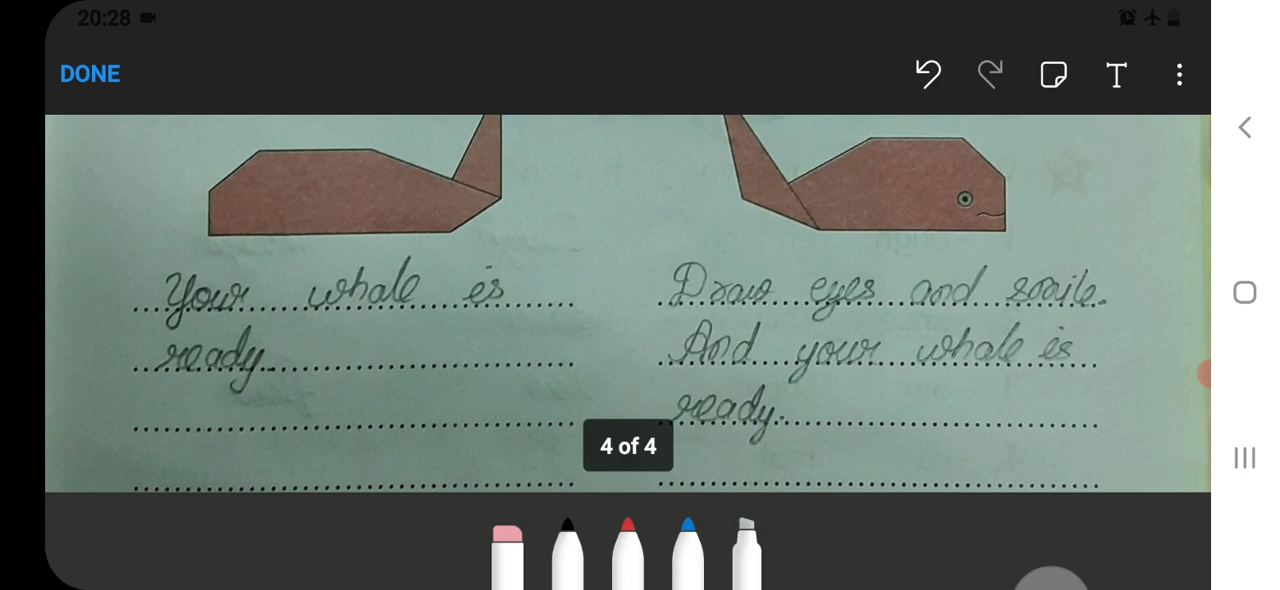 20:28
DONE
T
Your whale is
ready.
Draw eyes and smile.
And your whale is
ready.
4 of 4